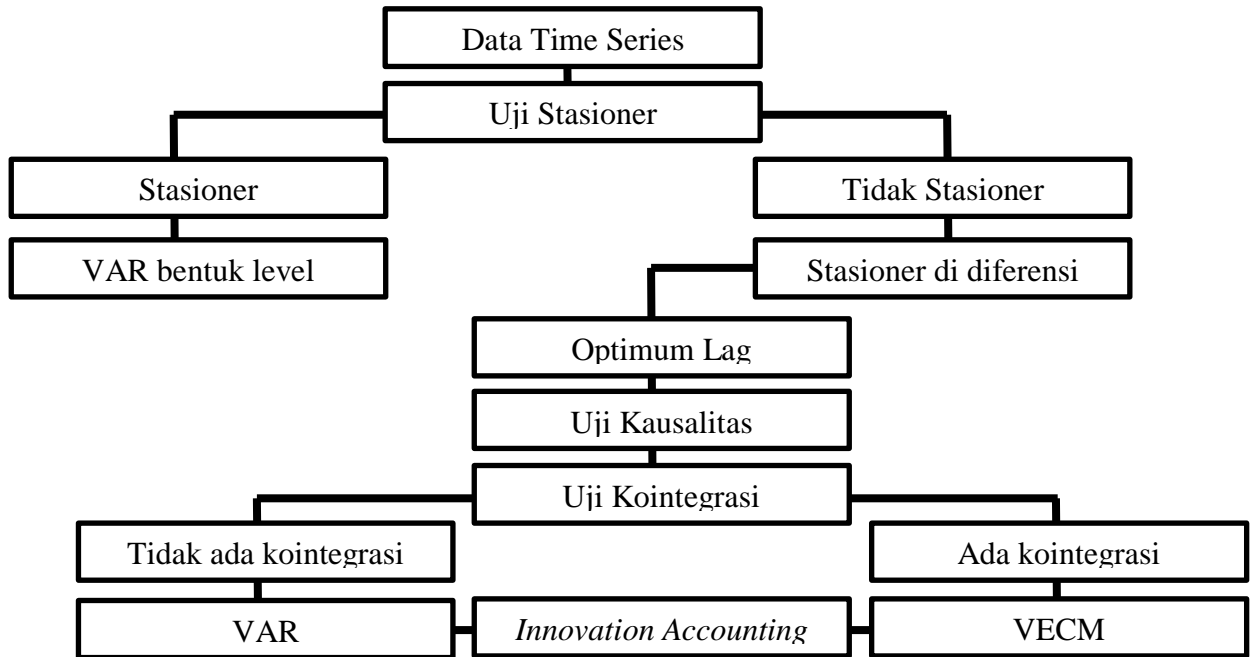 Data Time Series
Uji Stasioner
Stasioner
Tidak Stasioner
VAR bentuk level
Stasioner di diferensi
Optimum Lag
Uji Kausalitas
Uji Kointegrasi
Tidak ada kointegrasi
Ada kointegrasi
VAR
Innovation Accounting
VECM